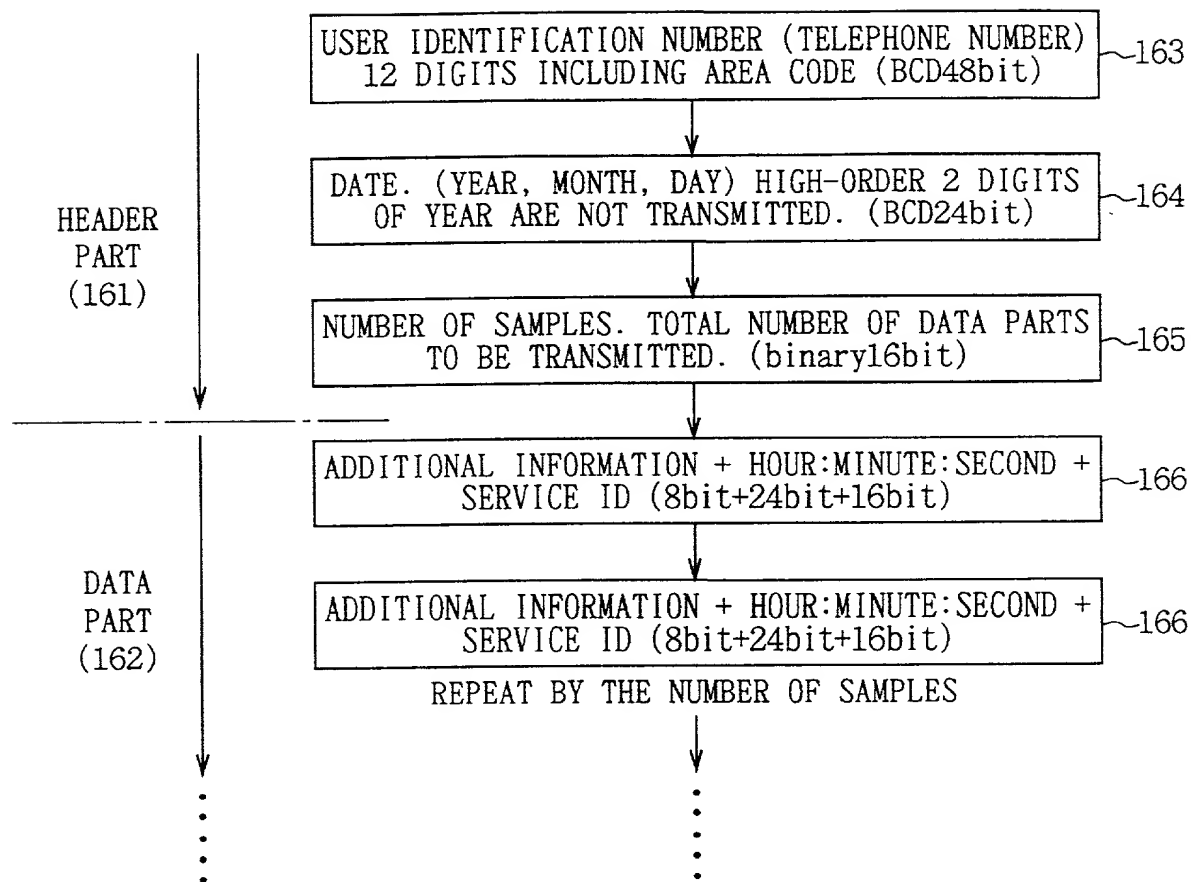 USER IDENTIFICATION NUMBER (TELEPHONE NUMBER)
12 DIGITS INCLUDING AREA CODE (BCD48bit)
163
DATE. (YEAR, MONTH, DAY) HIGH-ORDER 2 DIGITS
OF YEAR ARE NOT TRANSMITTED. (BCD24bit)
164
HEADER
PART
(161)
NUMBER OF SAMPLES. TOTAL NUMBER OF DATA PARTS
TO BE TRANSMITTED. (binary16bit)
165
ADDITIONAL INFORMATION + HOUR:MINUTE:SECOND +
SERVICE ID (8bit+24bit+16bit)
166
DATA
PART
(162)
ADDITIONAL INFORMATION + HOUR:MINUTE:SECOND +
SERVICE ID (8bit+24bit+16bit)
166
REPEAT BY THE NUMBER OF SAMPLES